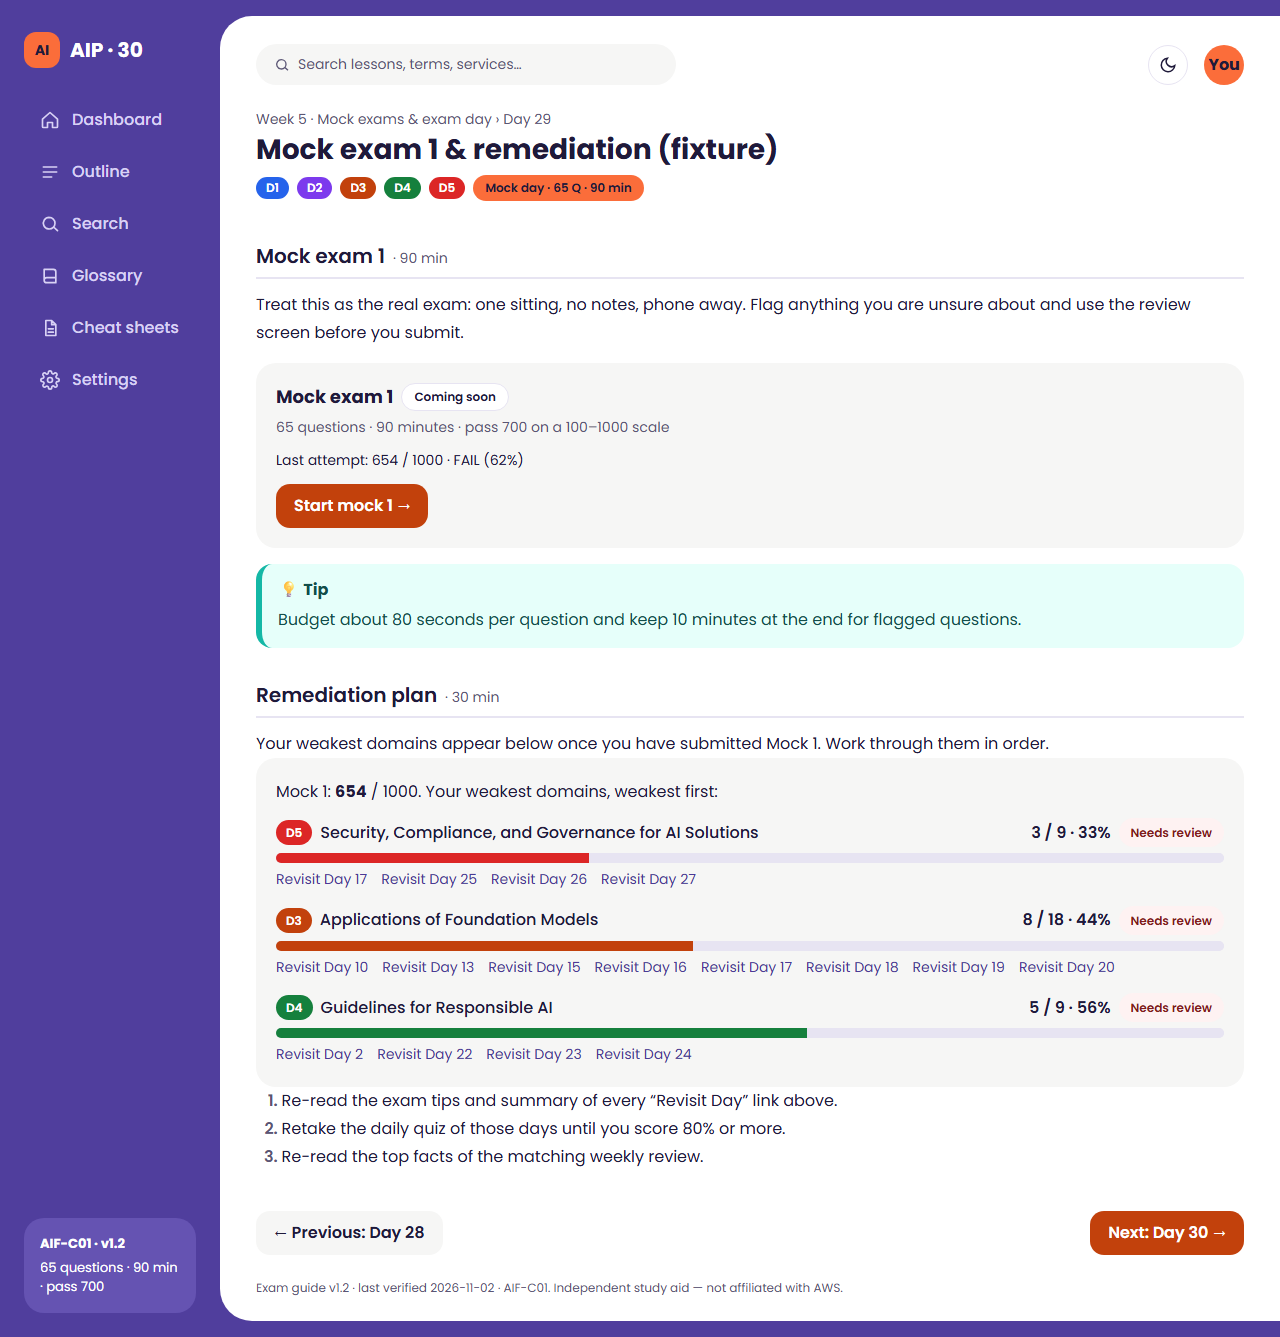 AI
AIP · 30
Dashboard
Outline
Search
Glossary
Cheat sheets
Settings
AIF-C01 · v1.2
65 questions · 90 min
· pass 700
Search lessons, terms, services…
You
Week 5 · Mock exams & exam day › Day 29
Mock exam 1 & remediation (fixture)
D1 D2 D3 D4 D5 Mock day · 65 Q · 90 min
Mock exam 1 · 90 min
Treat this as the real exam: one sitting, no notes, phone away. Flag anything you are unsure about and use the review
screen before you submit.
Mock exam 1 Coming soon
65 questions · 90 minutes · pass 700 on a 100–1000 scale
Last attempt: 654 / 1000 · FAIL (62%)
Start mock 1 →
💡 Tip
Budget about 80 seconds per question and keep 10 minutes at the end for flagged questions.
Remediation plan · 30 min
Your weakest domains appear below once you have submitted Mock 1. Work through them in order.
Mock 1: 654 / 1000. Your weakest domains, weakest first:
D5 Security, Compliance, and Governance for AI Solutions 3 / 9 · 33% Needs review
Revisit Day 17 Revisit Day 25 Revisit Day 26 Revisit Day 27
D3 Applications of Foundation Models 8 / 18 · 44% Needs review
Revisit Day 10 Revisit Day 13 Revisit Day 15 Revisit Day 16 Revisit Day 17 Revisit Day 18 Revisit Day 19 Revisit Day 20
D4 Guidelines for Responsible AI 5 / 9 · 56% Needs review
Revisit Day 2 Revisit Day 22 Revisit Day 23 Revisit Day 24
1. Re-read the exam tips and summary of every “Revisit Day” link above.
2. Retake the daily quiz of those days until you score 80% or more.
3. Re-read the top facts of the matching weekly review.
← Previous: Day 28
Next: Day 30 →
Exam guide v1.2 · last verified 2026-11-02 · AIF-C01. Independent study aid — not affiliated with AWS.